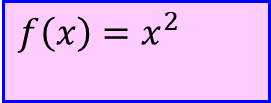 f(x) = x²